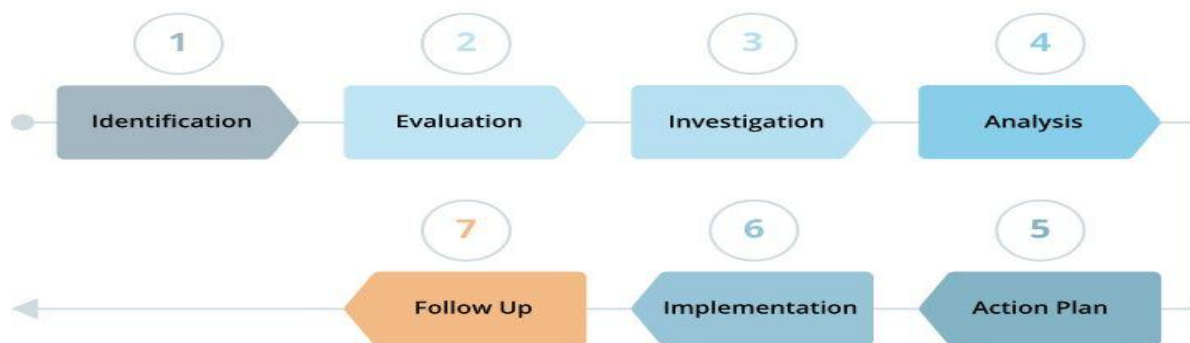 1
2
3
4
Identification
Evaluation
Investigation
Analysis
7
6
5
Follow Up
Implementation
Action Plan